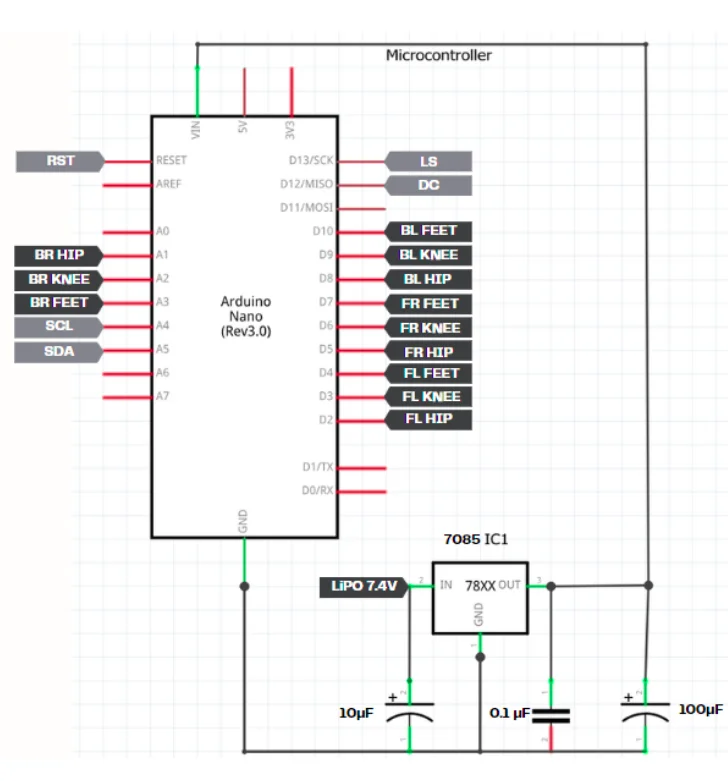 Microcontroller
VIN 5V 3V3
RST RESET D13/SCK LS
AREF D12/MISO DC
D11/MOSI
A0 D10 BL FEET
BR HIP A1 D9 BL KNEE
BR KNEE A2 D8 BL HIP
BR FEET A3 D7 FR FEET
SCL A4 D6 FR KNEE
SDA A5 D5 FR HIP
A6 D4 FL FEET
A7 D3 FL KNEE
D2 FL HIP
Arduino
Nano
(Rev3.0)
D1/TX
D0/RX
GND
7085 IC1
LiPO 7.4V 2 IN 78XX OUT 3
GND
1
+ 2 1 + 2
10µF 0.1 µF 100µF
1 2 1